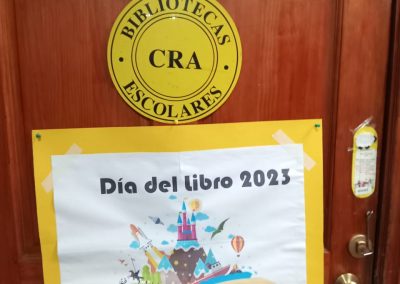 BIBLIOTECAS
CRA
ESCOLARES
Día del Libro 2023